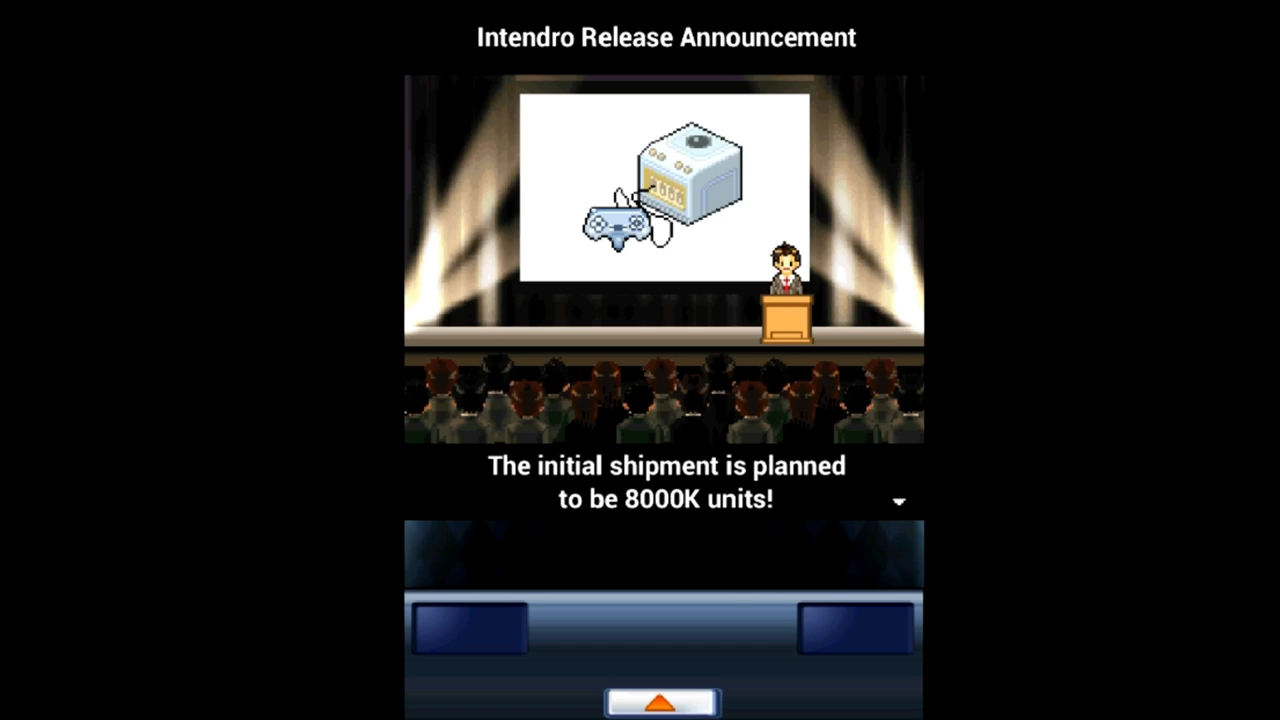 Intendro Release Announcement
The initial shipment is planned
to be 8000K units!